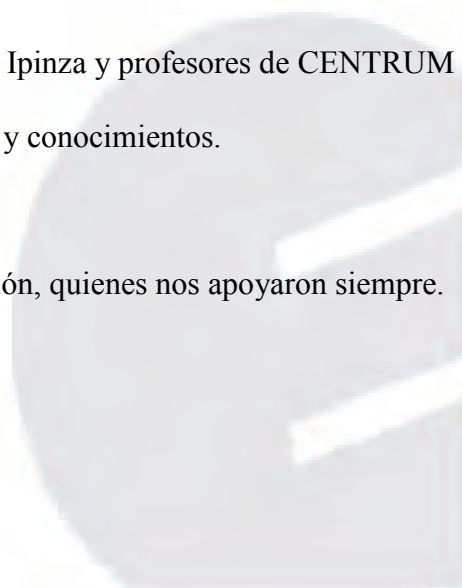 Ipinza y profesores de CENTRUM
y conocimientos.
ón, quienes nos apoyaron siempre.